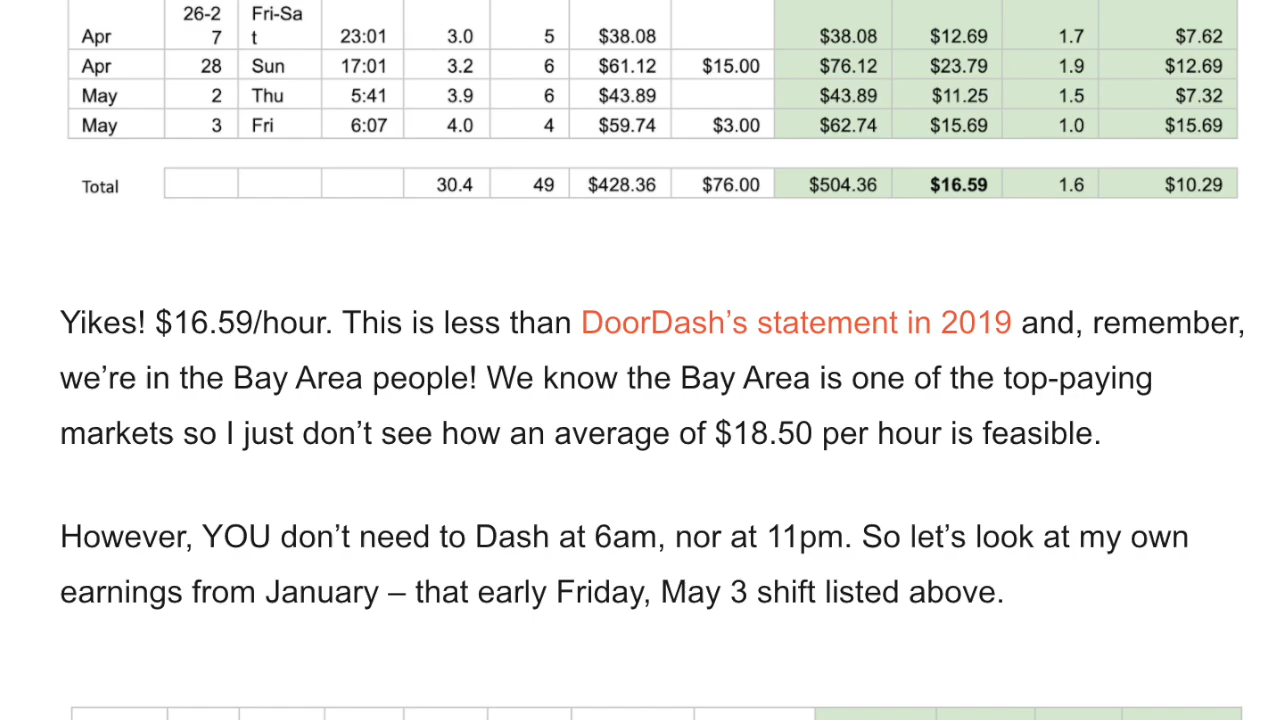 26-2 Fri-Sa
Apr 7 t 23:01 3.0 5 $38.08 $38.08 $12.69 1.7 $7.62
Apr 28 Sun 17:01 3.2 6 $61.12 $15.00 $76.12 $23.79 1.9 $12.69
May 2 Thu 5:41 3.9 6 $43.89 $43.89 $11.25 1.5 $7.32
May 3 Fri 6:07 4.0 4 $59.74 $3.00 $62.74 $15.69 1.0 $15.69
Total 30.4 49 $428.36 $76.00 $504.36 $16.59 1.6 $10.29
Yikes! $16.59/hour. This is less than DoorDash’s statement in 2019 and, remember,
we’re in the Bay Area people! We know the Bay Area is one of the top-paying
markets so I just don’t see how an average of $18.50 per hour is feasible.
However, YOU don’t need to Dash at 6am, nor at 11pm. So let’s look at my own
earnings from January – that early Friday, May 3 shift listed above.